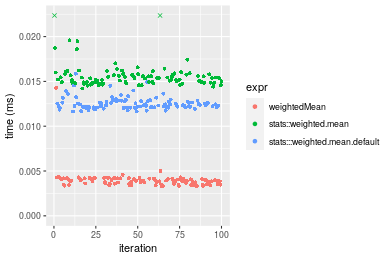 0.020
0.015
0.010
0.005
0.000
time (ms)
0
25
50
75
100
iteration
expr
weightedMean
stats::weighted.mean
stats:::weighted.mean.default